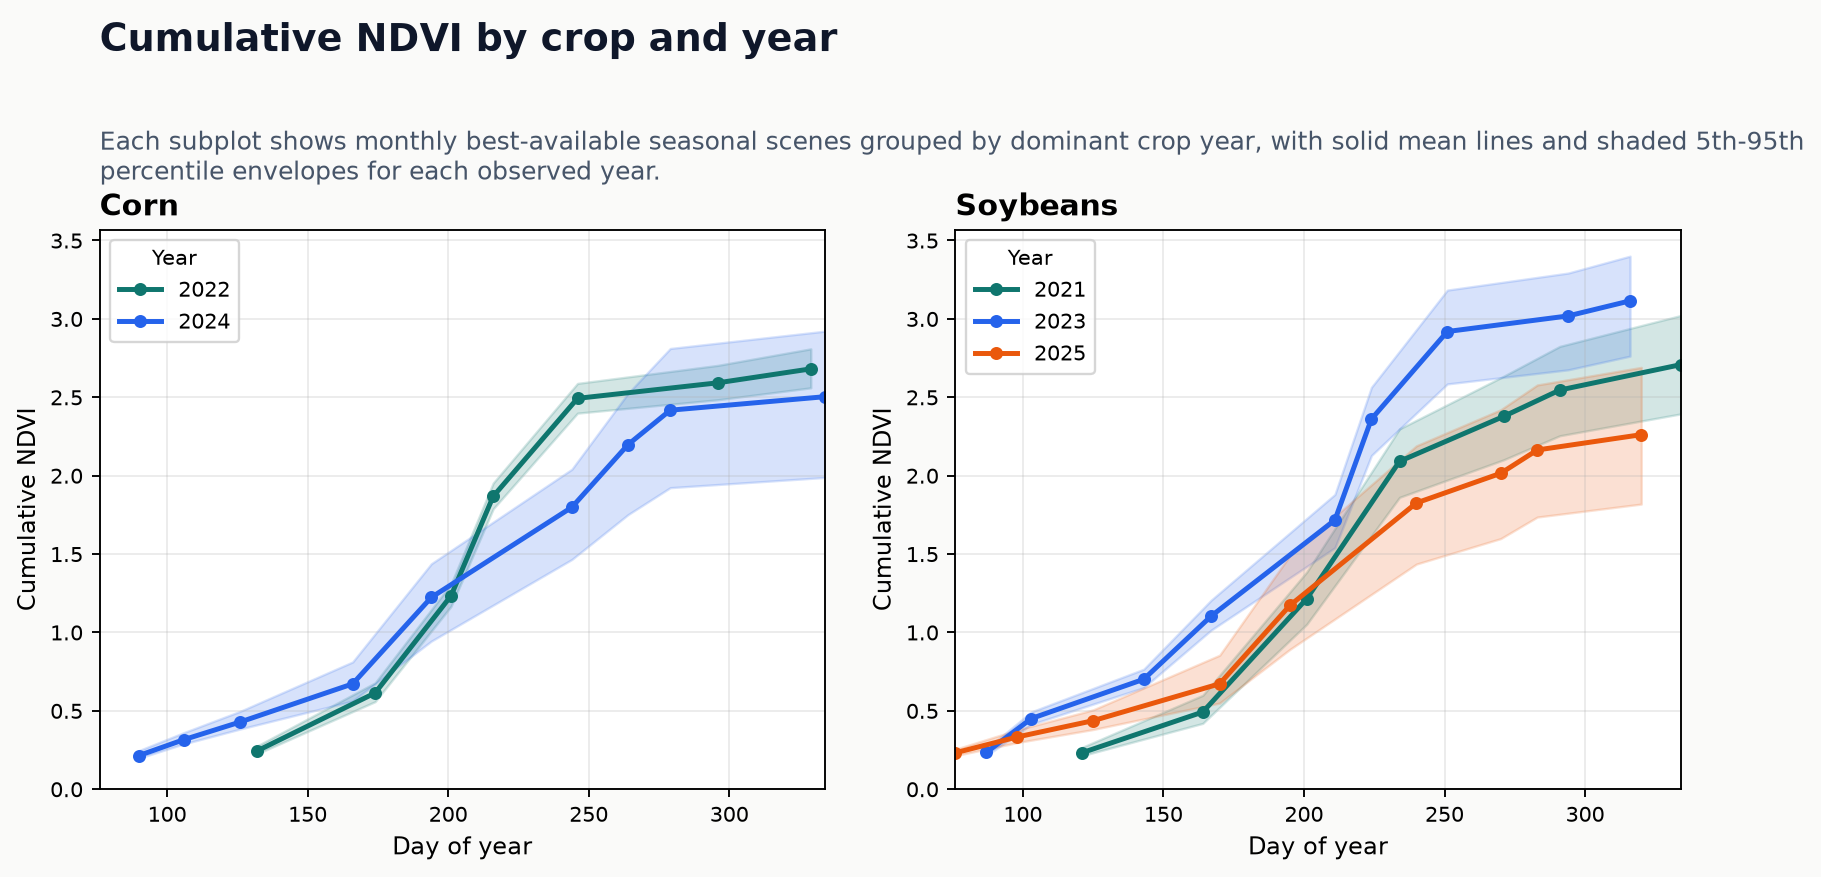 Cumulative NDVI by crop and year
Each subplot shows monthly best-available seasonal scenes grouped by dominant crop year, with solid mean lines and shaded 5th-95th
percentile envelopes for each observed year.
Corn
Year
2022
2024
Cumulative NDVI
3.5
3.0
2.5
2.0
1.5
1.0
0.5
0.0
100
150
200
250
300
Day of year
Soybeans
Year
2021
2023
2025
Cumulative NDVI
3.5
3.0
2.5
2.0
1.5
1.0
0.5
0.0
100
150
200
250
300
Day of year